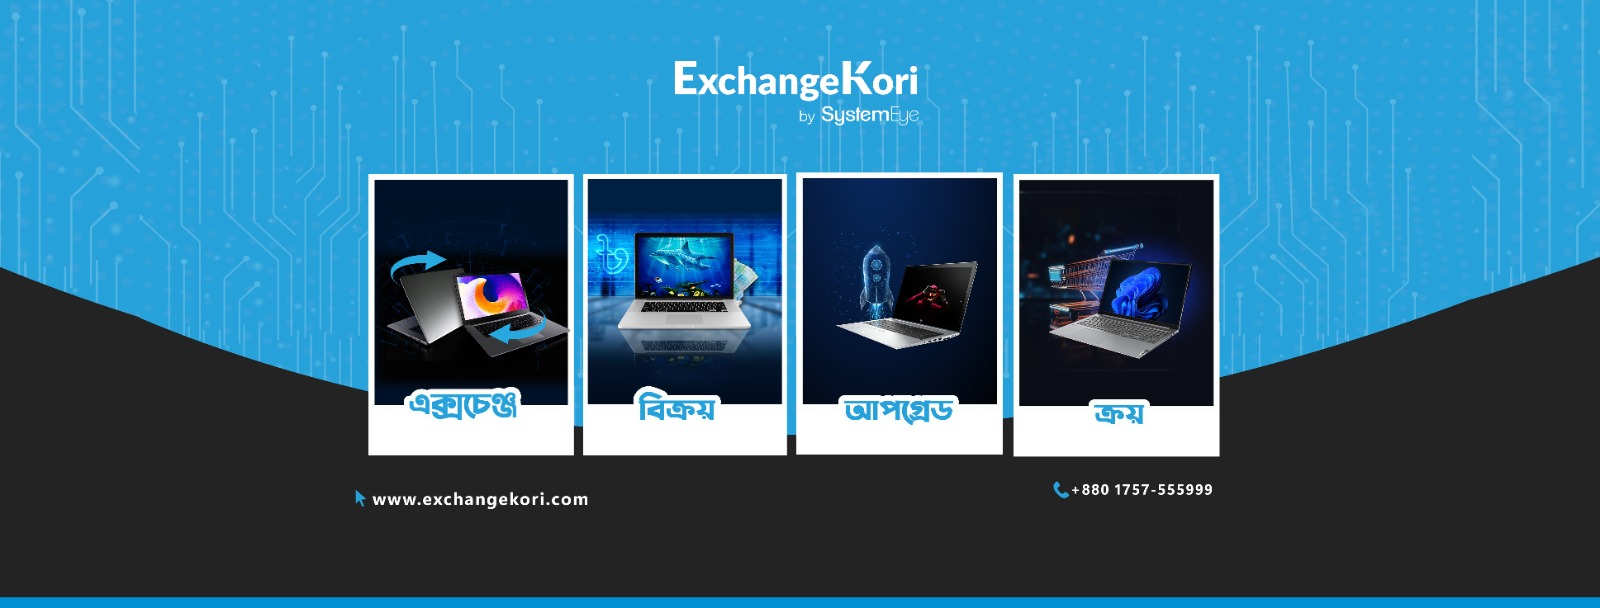 ExchangeKori
by SystemEye
এক্সচেঞ্জ
বিক্রয়
আপগ্রেড
ক্রয়
www.exchangekori.com
+880 1757-555999